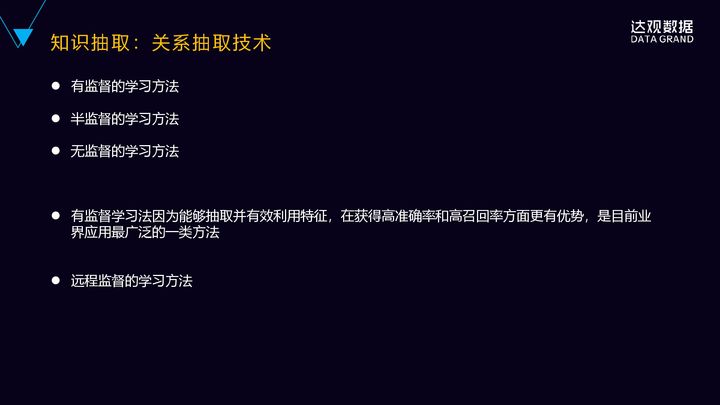 达观数据
DATA GRAND
知识抽取：关系抽取技术
● 有监督的学习方法
● 半监督的学习方法
● 无监督的学习方法
● 有监督学习法因为能够抽取并有效利用特征，在获得高准确率和高召回率方面更有优势，是目前业
界应用最广泛的一类方法
● 远程监督的学习方法